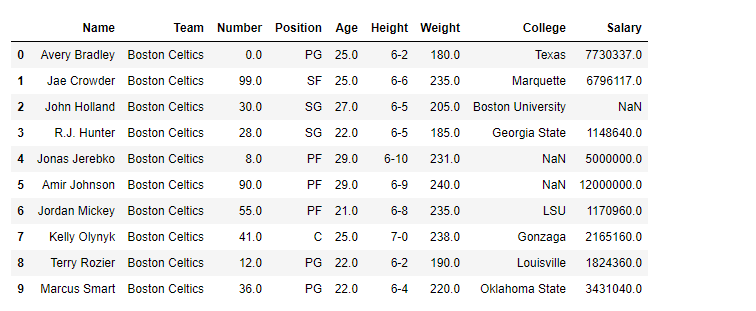 Name Team Number Position Age Height Weight College Salary
0 Avery Bradley Boston Celtics 0.0 PG 25.0 6-2 180.0 Texas 7730337.0
1 Jae Crowder Boston Celtics 99.0 SF 25.0 6-6 235.0 Marquette 6796117.0
2 John Holland Boston Celtics 30.0 SG 27.0 6-5 205.0 Boston University NaN
3 R.J. Hunter Boston Celtics 28.0 SG 22.0 6-5 185.0 Georgia State 1148640.0
4 Jonas Jerebko Boston Celtics 8.0 PF 29.0 6-10 231.0 NaN 5000000.0
5 Amir Johnson Boston Celtics 90.0 PF 29.0 6-9 240.0 NaN 12000000.0
6 Jordan Mickey Boston Celtics 55.0 PF 21.0 6-8 235.0 LSU 1170960.0
7 Kelly Olynyk Boston Celtics 41.0 C 25.0 7-0 238.0 Gonzaga 2165160.0
8 Terry Rozier Boston Celtics 12.0 PG 22.0 6-2 190.0 Louisville 1824360.0
9 Marcus Smart Boston Celtics 36.0 PG 22.0 6-4 220.0 Oklahoma State 3431040.0